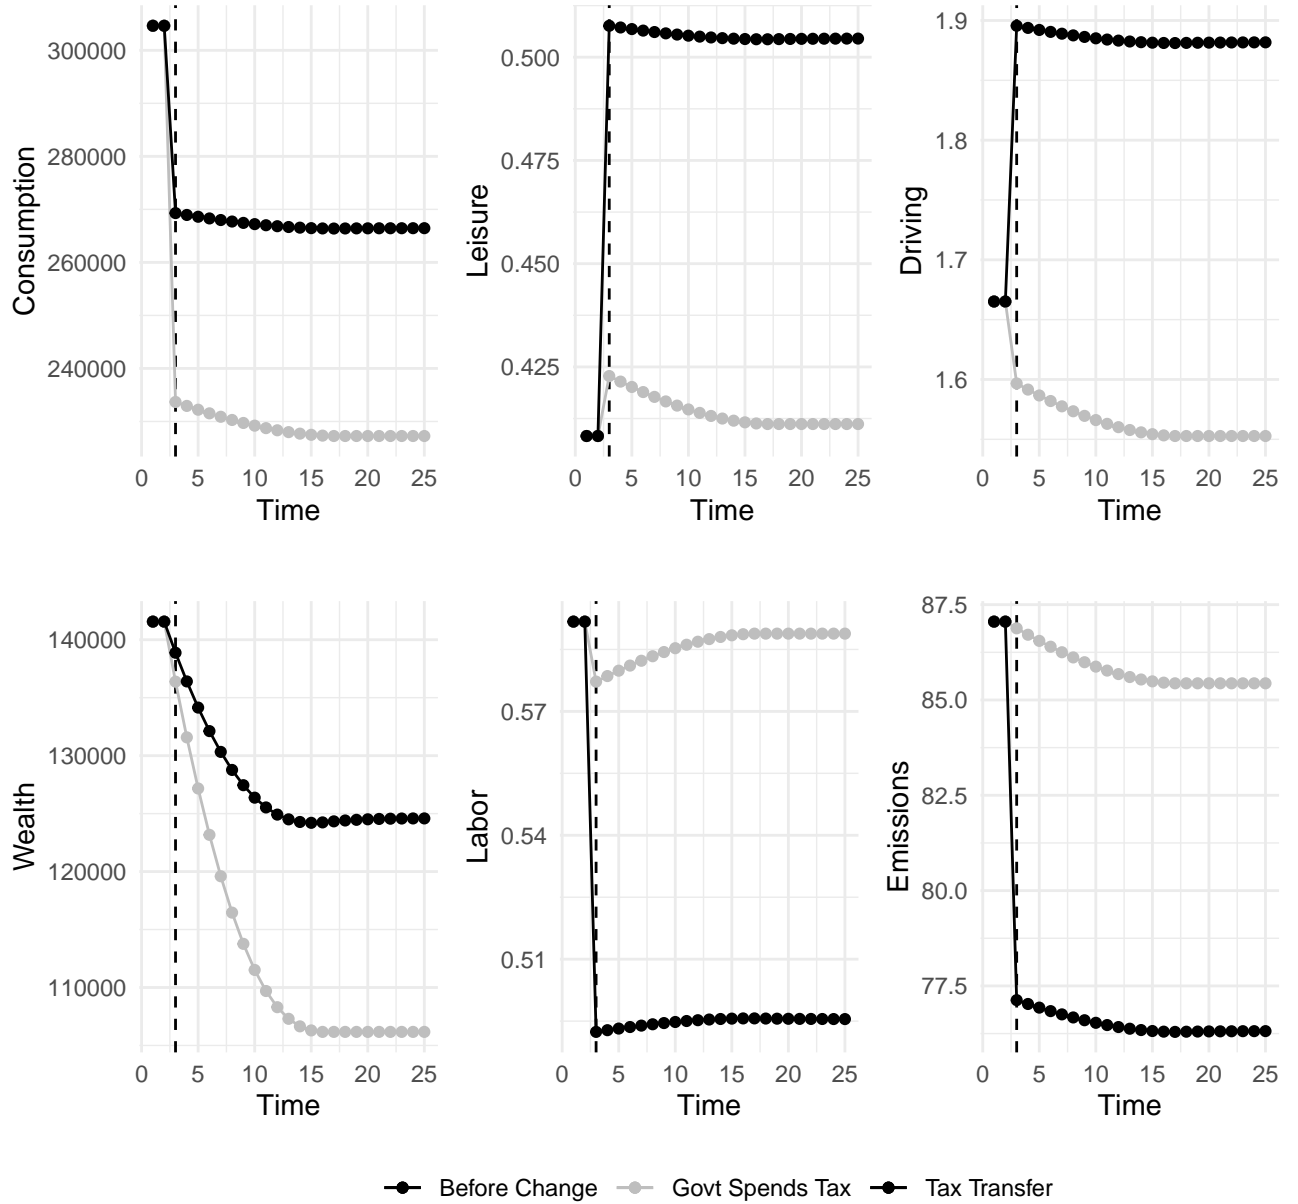 Consumption
300000
280000
260000
240000
0 5 10 15 20 25
Time
Leisure
0.500
0.475
0.450
0.425
0 5 10 15 20 25
Time
Driving
1.9
1.8
1.7
1.6
0 5 10 15 20 25
Time
Wealth
140000
130000
120000
110000
0 5 10 15 20 25
Time
Labor
0.57
0.54
0.51
0 5 10 15 20 25
Time
Emissions
87.5
85.0
82.5
80.0
77.5
0 5 10 15 20 25
Time
Before Change Govt Spends Tax Tax Transfer